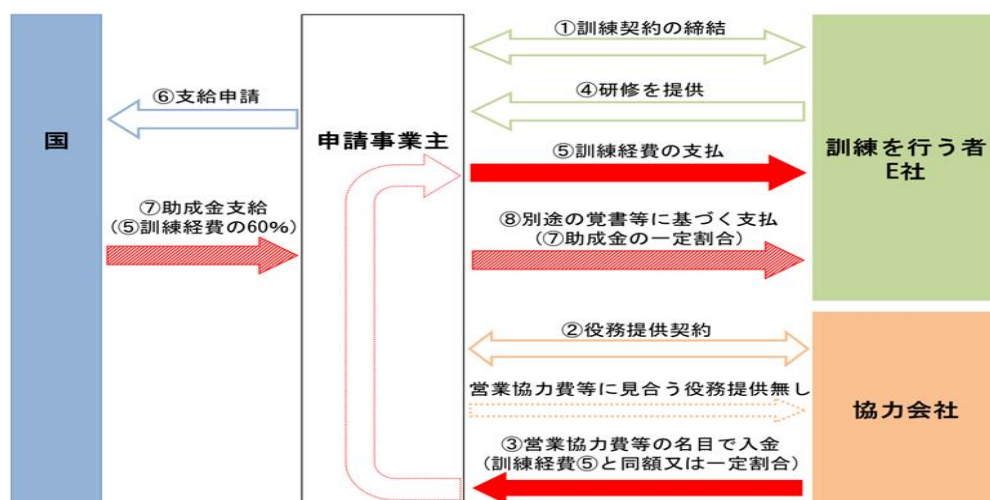 ①訓練契約の締結
④研修を提供
⑥支給申請
国
申請事業主
訓練を行う者
E社
⑤訓練経費の支払
⑦助成金支給
(⑤訓練経費の60%)
⑧別途の覚書等に基づく支払
(⑦助成金の一定割合)
②役務提供契約
営業協力費等に見合う役務提供無し
協力会社
③営業協力費等の名目で入金
(訓練経費⑤と同額又は一定割合)